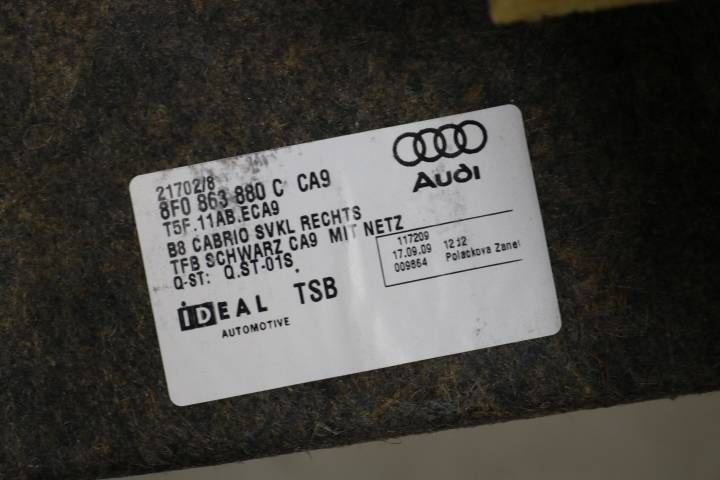 21702/8
8F0 863 880 C CA9
T5F.11AB.ECA9
B8 CABRIO SVKL RECHTS
TFB SCHWARZ CA9 MIT NETZ
Q-ST: Q.ST-01S.
IDEAL TSB
AUTOMOTIVE
Audi
117209
17.09.09 12:12
009854 Polackova Zane